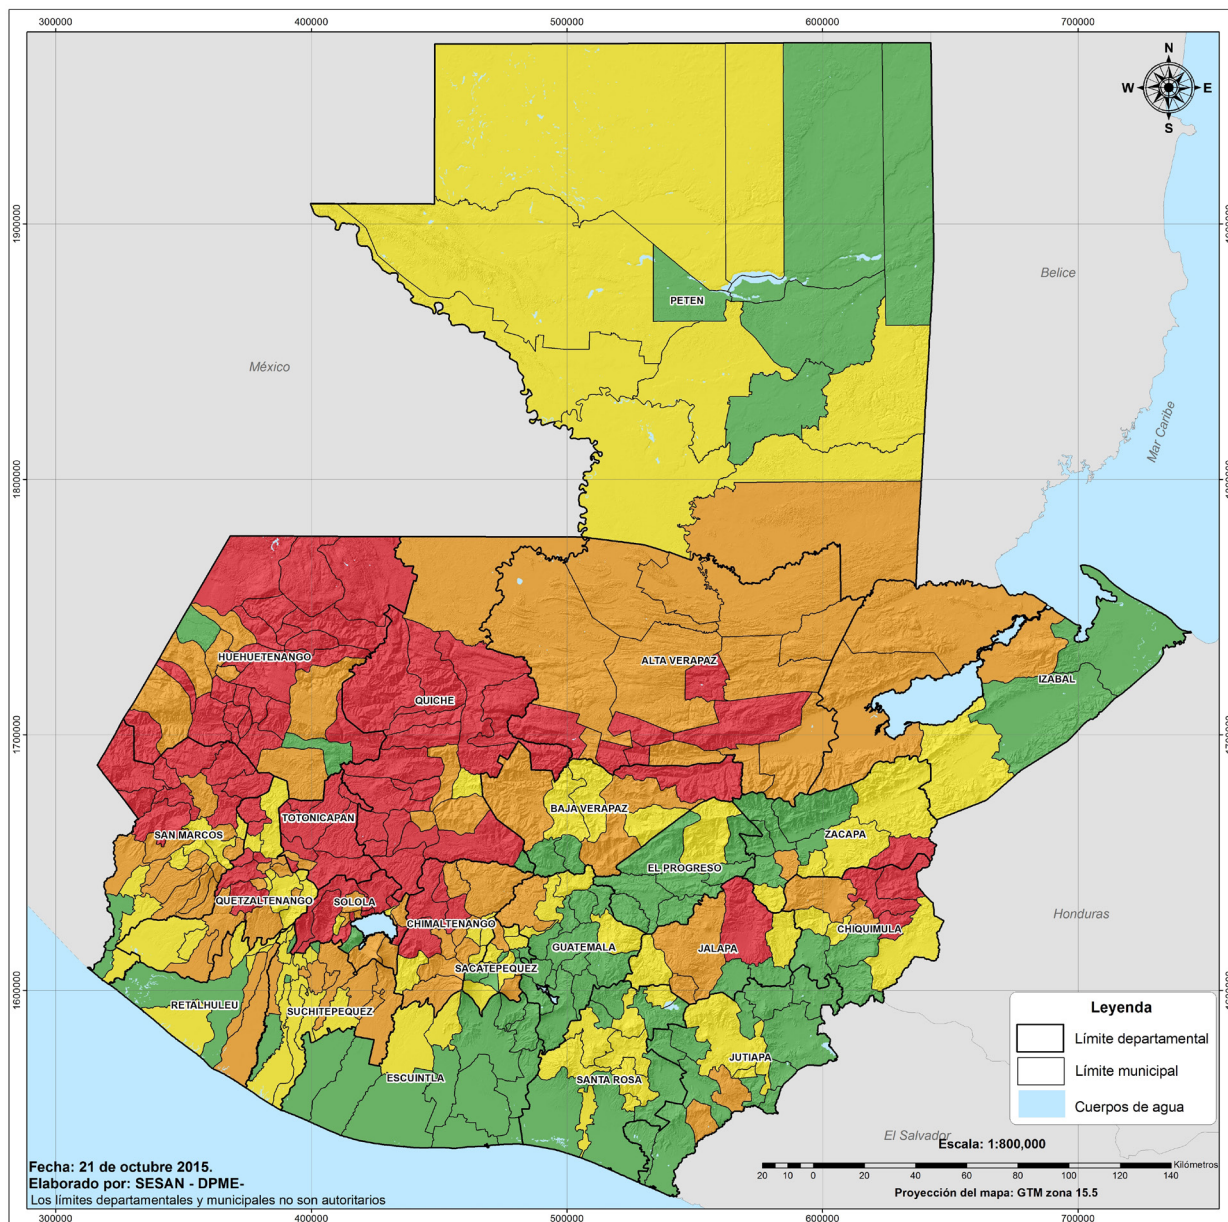 300000
400000
500000
600000
700000
N
W
E
S
1900000
Belice
PETEN
México
Mar Caribe
1800000
HUEHUETENANGO
ALTA VERAPAZ
IZABAL
QUICHE
1700000
BAJA VERAPAZ
TOTONICAPAN
SAN MARCOS
ZACAPA
EL PROGRESO
QUETZALTENANGO
SOLOLA
Honduras
CHIMALTENANGO
CHIQUIMULA
GUATEMALA
JALAPA
SACATEPEQUEZ
1600000
RETALHULEU
SUCHITEPEQUEZ
Leyenda
Límite departamental
Límite municipal
Cuerpos de agua
JUTIAPA
ESCUINTLA
SANTA ROSA
El Salvador
Escala: 1:800,000
Kilómetros
20 10 0 20 40 60 80 100 120 140
Proyección del mapa: GTM zona 15.5
Fecha: 21 de octubre 2015.
Elaborado por: SESAN - DPME-
Los límites departamentales y municipales no son autoritarios
300000
400000
500000
600000
700000